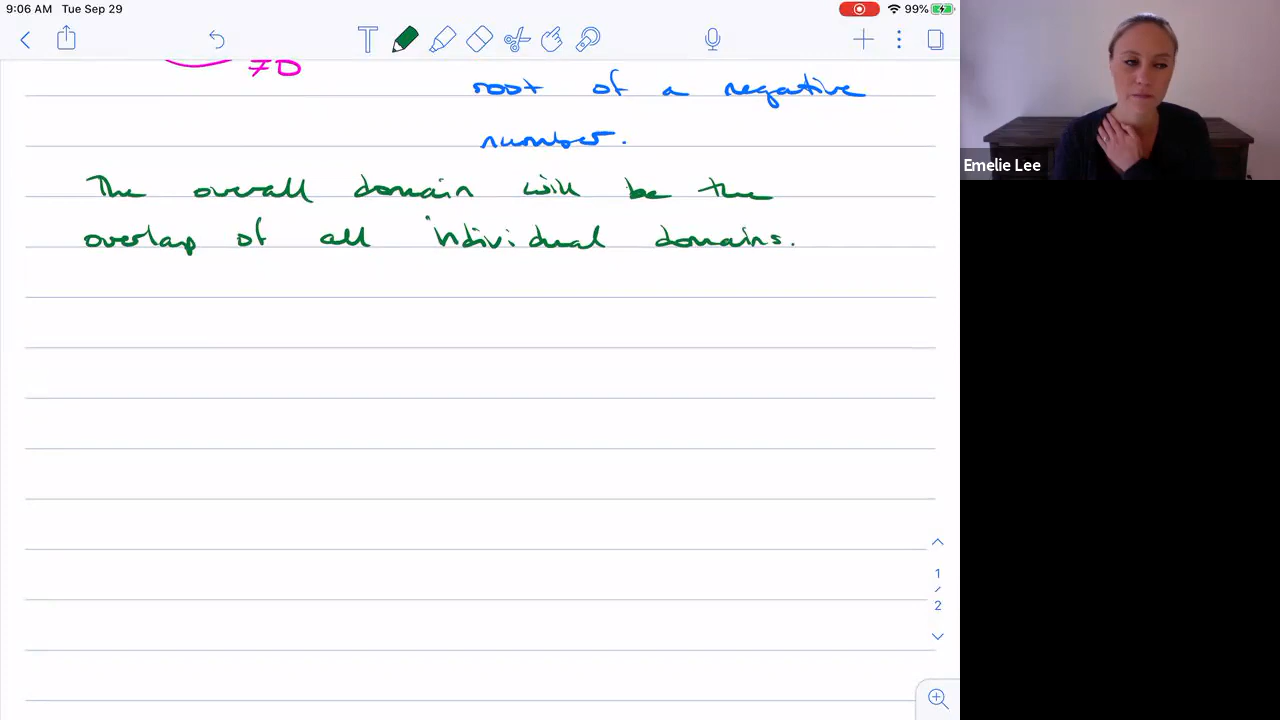 9:06 AM Tue Sep 29
99%
≠0
root of a negative
number.
The overall domain will be the
overlap of all individual domains.
Emelie Lee
1
/
2